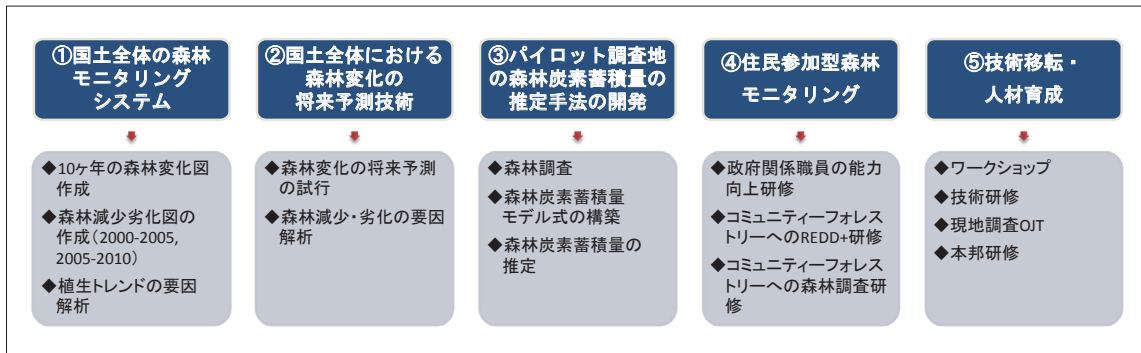 ①国土全体の森林
モニタリング
システム
◆10ヶ年の森林変化図
作成
◆森林減少劣化図の
作成（2000-2005,
2005-2010）
◆植生トレンドの要因
解析
②国土全体における
森林変化の
将来予測技術
◆森林変化の将来予測
の試行
◆森林減少・劣化の要因
解析
③パイロット調査地
の森林炭素蓄積量の
推定手法の開発
◆森林調査
◆森林炭素蓄積量
モデル式の構築
◆森林炭素蓄積量の
推定
④住民参加型森林
モニタリング
◆政府関係職員の能力
向上研修
◆コミュニティーフォレス
トリーへのREDD+研修
◆コミュニティーフォレス
トリーへの森林調査研
修
⑤技術移転・
人材育成
◆ワークショップ
◆技術研修
◆現地調査OJT
◆本邦研修